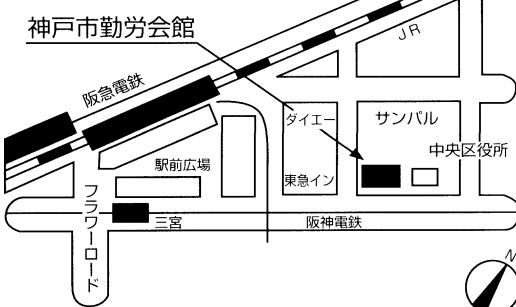 神戸市勤労会館
JR
阪急電鉄
ダイエー
サンパル
中央区役所
駅前広場
東急イン
フラワーロード
三宮
阪神電鉄
N